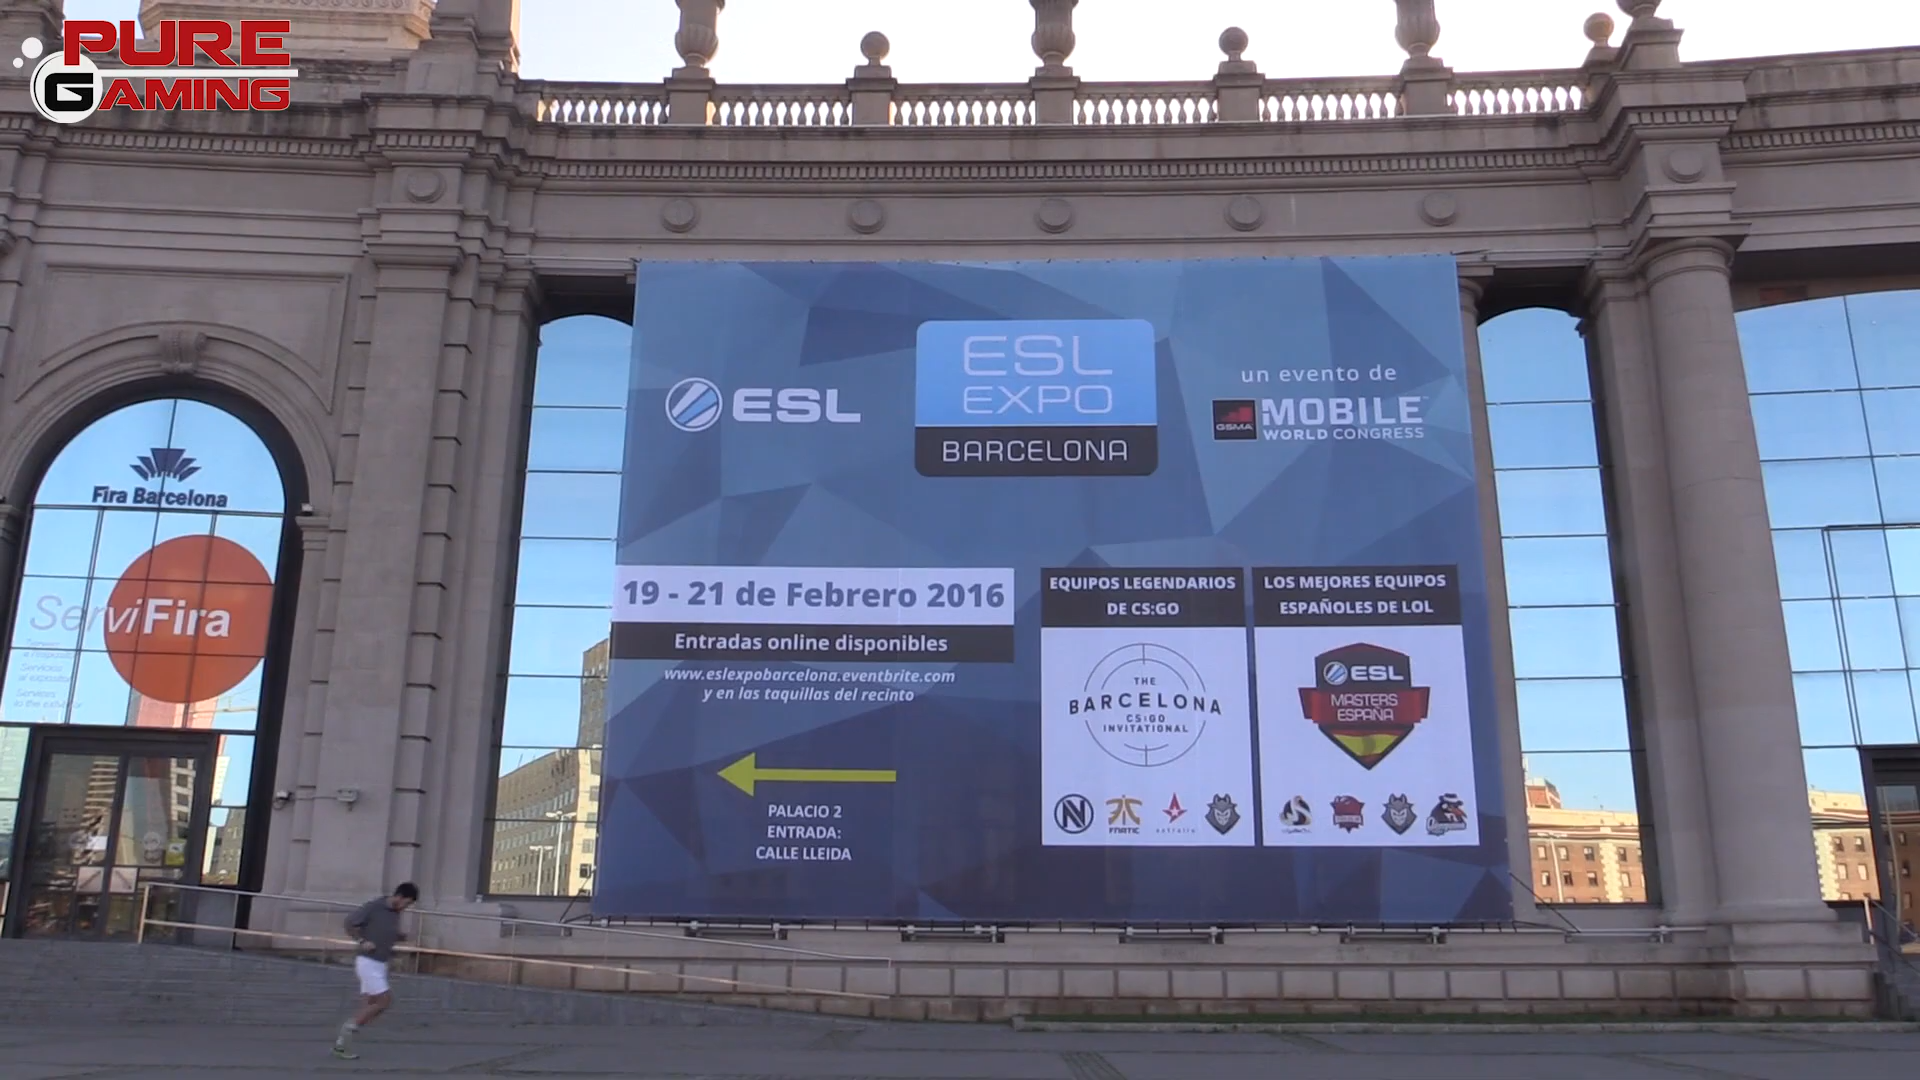 PURE
GAMING
Fira Barcelona
ServiFira
ESL
ESL
EXPO
BARCELONA
un evento de
GSMA
MOBILE
WORLD CONGRESS
19 - 21 de Febrero 2016
Entradas online disponibles
www.eslexpobarcelona.eventbrite.com
y en las taquillas del recinto
PALACIO 2
ENTRADA:
CALLE LLEIDA
EQUIPOS LEGENDARIOS
DE CS:GO
THE
BARCELONA
CS:GO
INVITATIONAL
FNATIC
astralis
LOS MEJORES EQUIPOS
ESPAÑOLES DE LOL
ESL
MASTERS
ESPAÑA